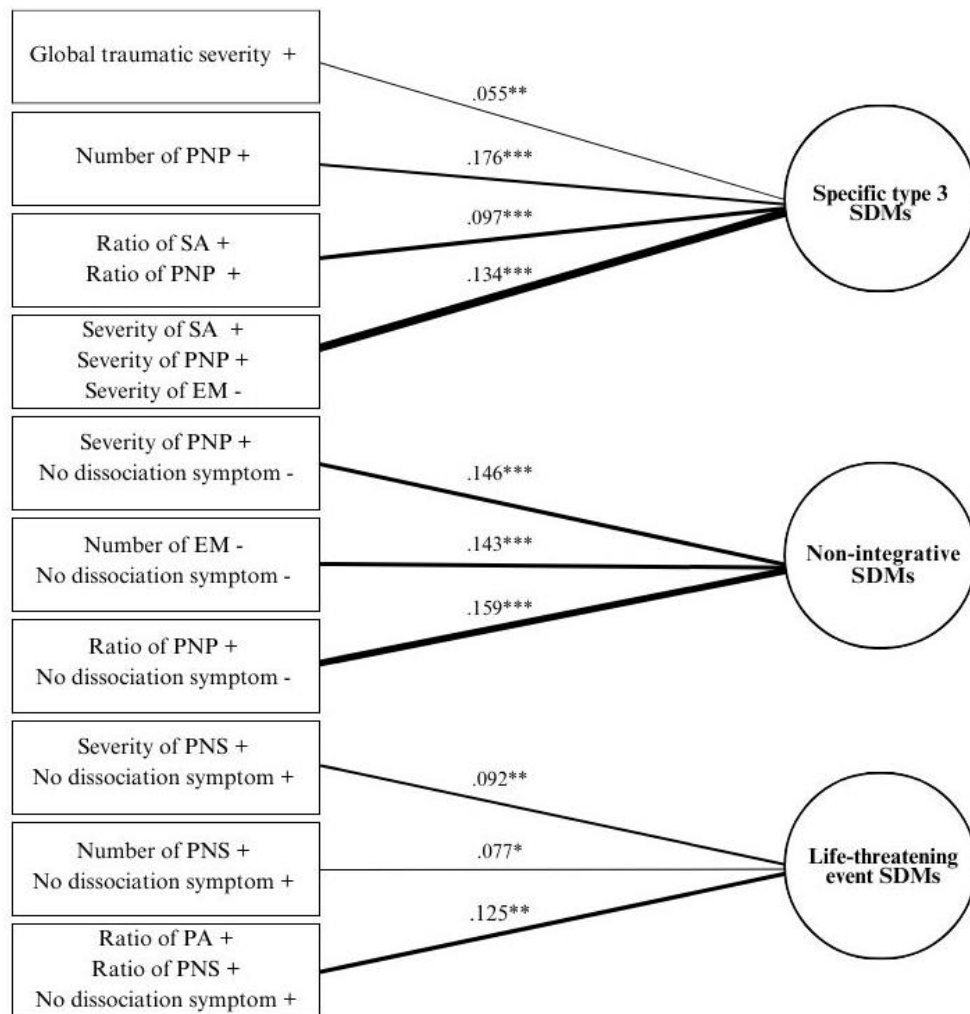 Global traumatic severity +
.055**
Number of PNP +
.176***
Specific type 3
SDMs
Ratio of SA +
Ratio of PNP +
.097***
.134***
Severity of SA +
Severity of PNP +
Severity of EM -
Severity of PNP +
No dissociation symptom -
.146***
Number of EM -
No dissociation symptom -
.143***
Non-integrative
SDMs
.159***
Ratio of PNP +
No dissociation symptom -
Severity of PNS +
No dissociation symptom +
.092**
Number of PNS +
No dissociation symptom +
.077*
Life-threatening
event SDMs
.125**
Ratio of PA +
Ratio of PNS +
No dissociation symptom +